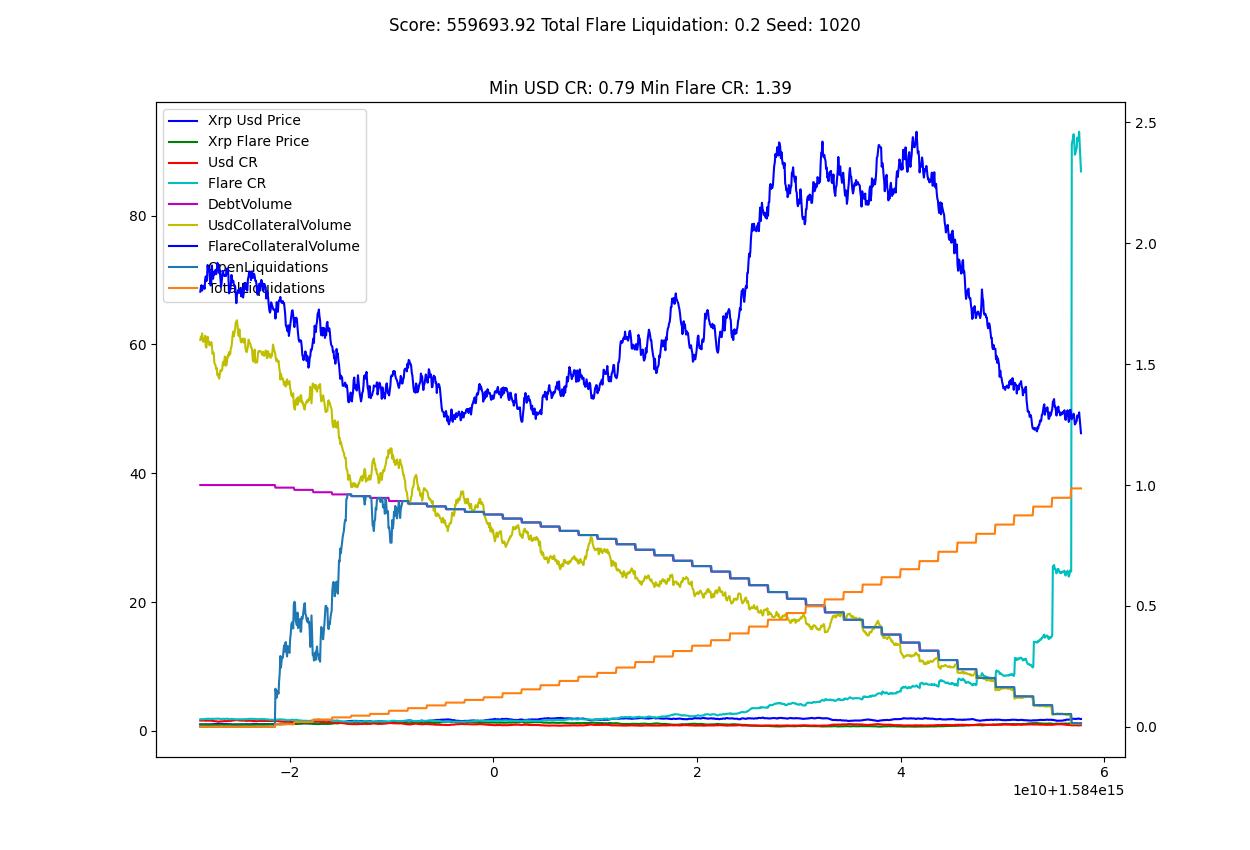 Score: 559693.92 Total Flare Liquidation: 0.2 Seed: 1020
Min USD CR: 0.79 Min Flare CR: 1.39
Xrp Usd Price
Xrp Flare Price
Usd CR
Flare CR
DebtVolume
UsdCollateralVolume
FlareCollateralVolume
OpenLiquidations
TotalLiquidations
80
60
40
20
0
2.5
2.0
1.5
1.0
0.5
0.0
−2
0
2
4
6
1e10+1.584e15